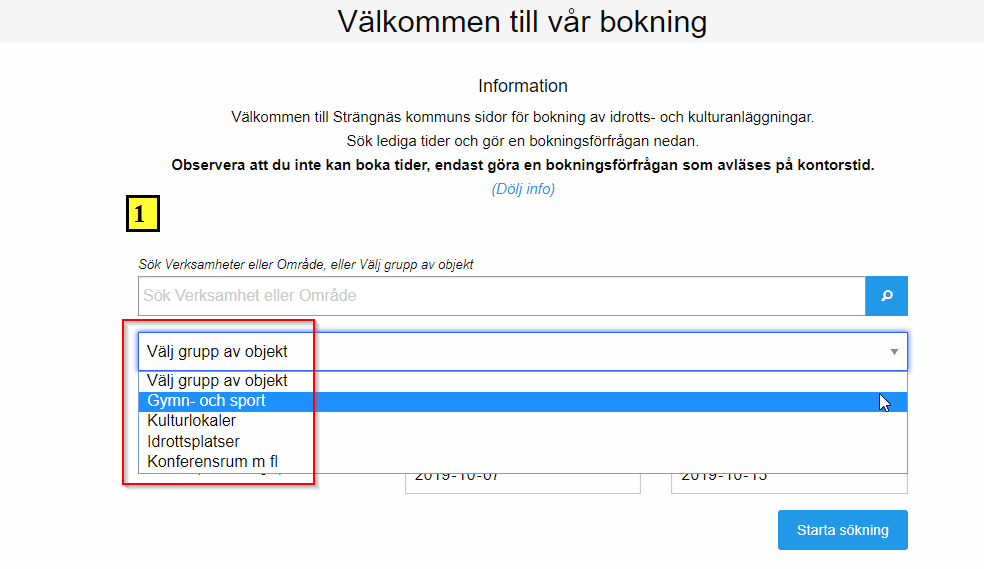 Välkommen till vår bokning
Information
Välkommen till Strängnäs kommuns sidor för bokning av idrotts- och kulturanläggningar.
Sök lediga tider och gör en bokningsförfrågan nedan.
Observera att du inte kan boka tider, endast göra en bokningsförfrågan som avläses på kontorstid.
(Dölj info)
1
Sök Verksamheter eller Område, eller Välj grupp av objekt
Sök Verksamhet eller Område
Välj grupp av objekt
Välj grupp av objekt
Gymn- och sport
Kulturlokaler
Idrottsplatser
Konferensrum m fl
2019-10-07 2019-10-15
Starta sökning